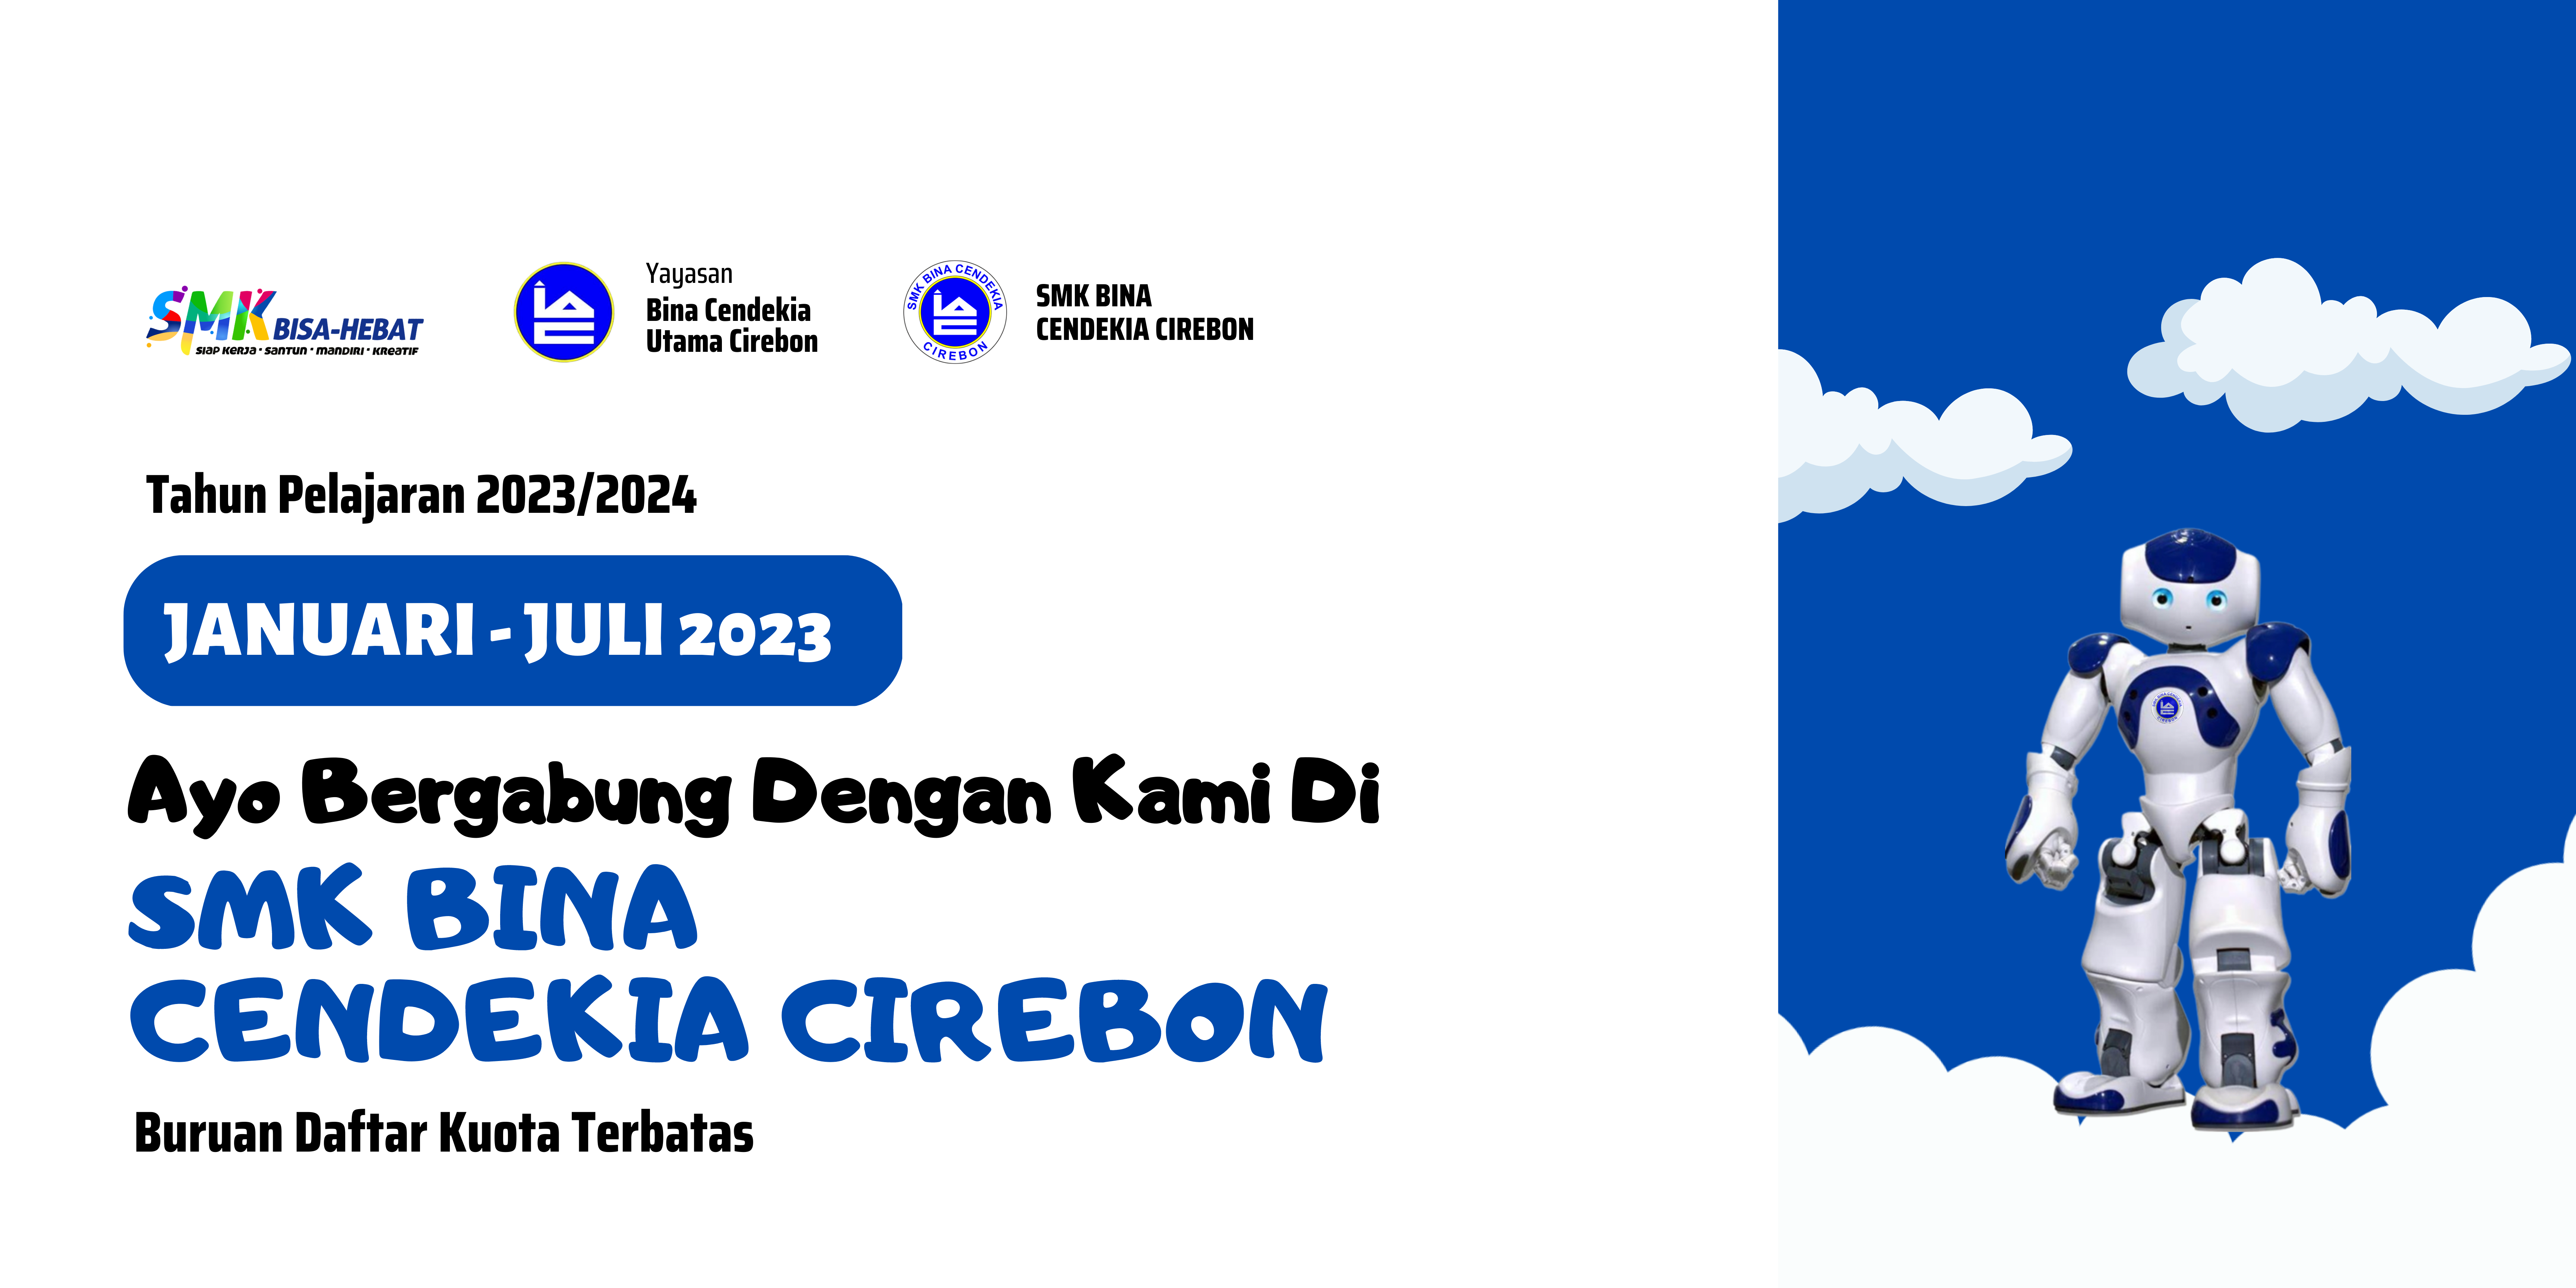 SMK BISA-HEBAT
SIAP KERJA • SANTUN • MANDIRI • KREATIF
Yayasan
Bina Cendekia
Utama Cirebon
SMK BINA CENDEKIA
CIREBON
SMK BINA
CENDEKIA CIREBON
Tahun Pelajaran 2023/2024
JANUARI - JULI 2023
Ayo Bergabung Dengan Kami Di
SMK BINA
CENDEKIA CIREBON
Buruan Daftar Kuota Terbatas